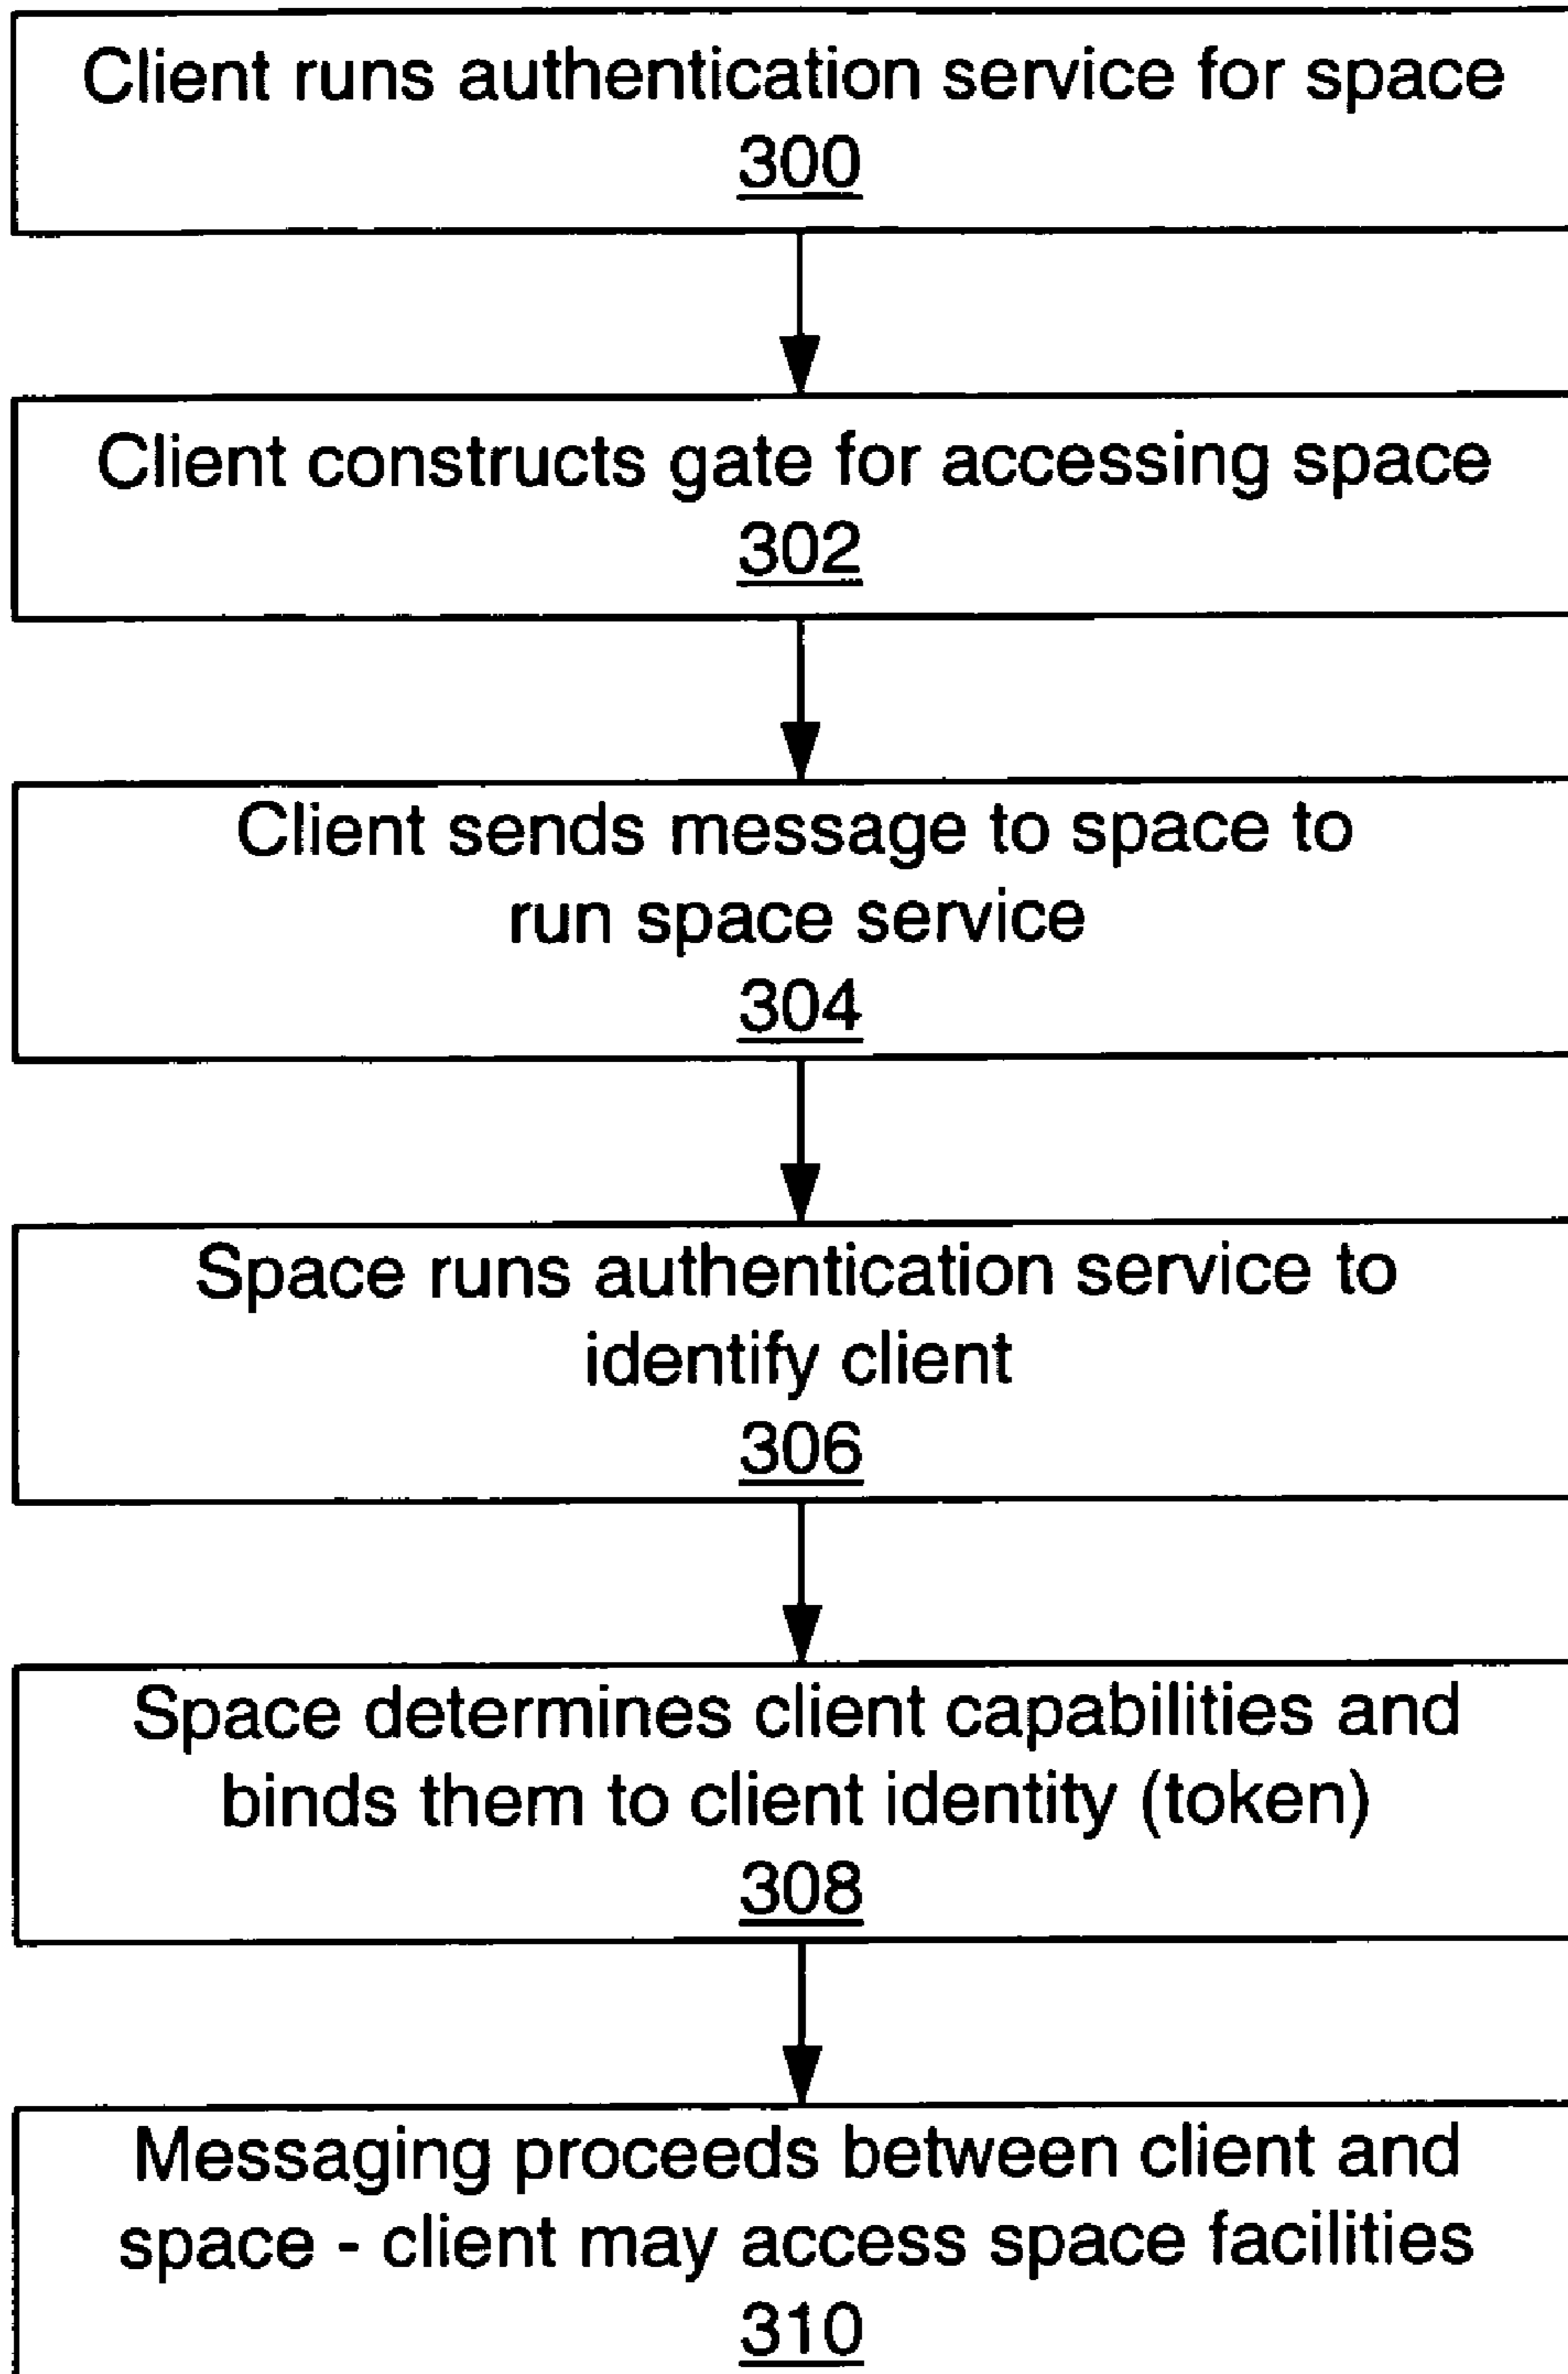 Client runs authentication service for space
300
Client constructs gate for accessing space
302
Client sends message to space to
run space service
304
Space runs authentication service to
identify client
306
Space determines client capabilities and
binds them to client identity (token)
308
Messaging proceeds between client and
space - client may access space facilities
310